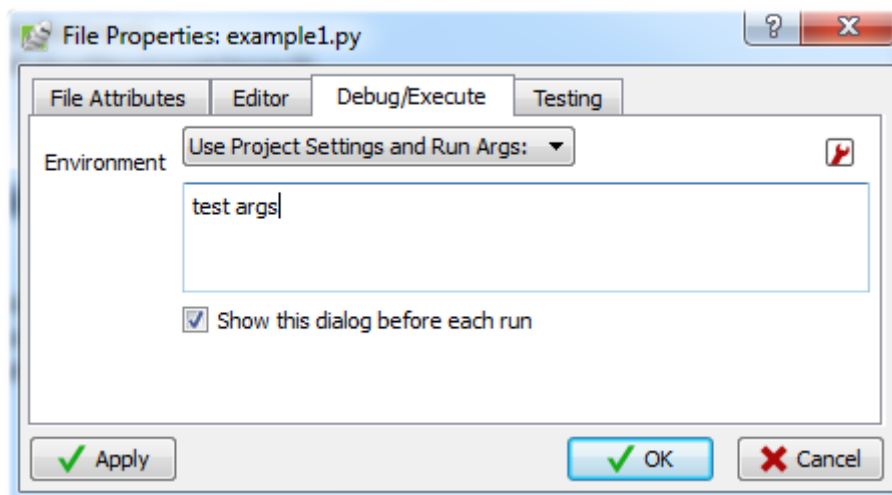 File Properties: example1.py
File Attributes Editor Debug/Execute Testing
Environment Use Project Settings and Run Args:
test args
Show this dialog before each run
Apply OK Cancel